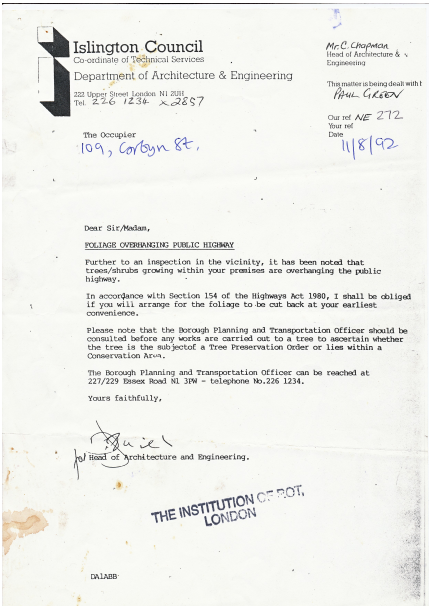 Islington Council
Co-ordinate of Technical Services
Department of Architecture & Engineering
222 Upper Street London N1 2UH
Tel. 226 1234 x2857
Mr. C. Chapman
Head of Architecture &
Engineering
This matter is being dealt with
PAUL GREEN
Our ref NE 272
Your ref
Date
11/8/92
The Occupier
109, Corbyn St.
Dear Sir/Madam,
FOLIAGE OVERHANGING PUBLIC HIGHWAY
Further to an inspection in the vicinity, it has been noted that
trees/shrubs growing within your premises are overhanging the public
highway.
In accordance with Section 154 of the Highways Act 1980, I shall be obliged
if you will arrange for the foliage to be cut back at your earliest
convenience.
Please note that the Borough Planning and Transportation Officer should be
consulted before any works are carried out to a tree to ascertain whether
the tree is the subjectof a Tree Preservation Order or lies within a
Conservation Area.
The Borough Planning and Transportation Officer can be reached at
227/229 Essex Road N1 3PW - telephone No.226 1234.
Yours faithfully,
for Head of Architecture and Engineering.
THE INSTITUTION OF ROT,
LONDON
DA1ABB